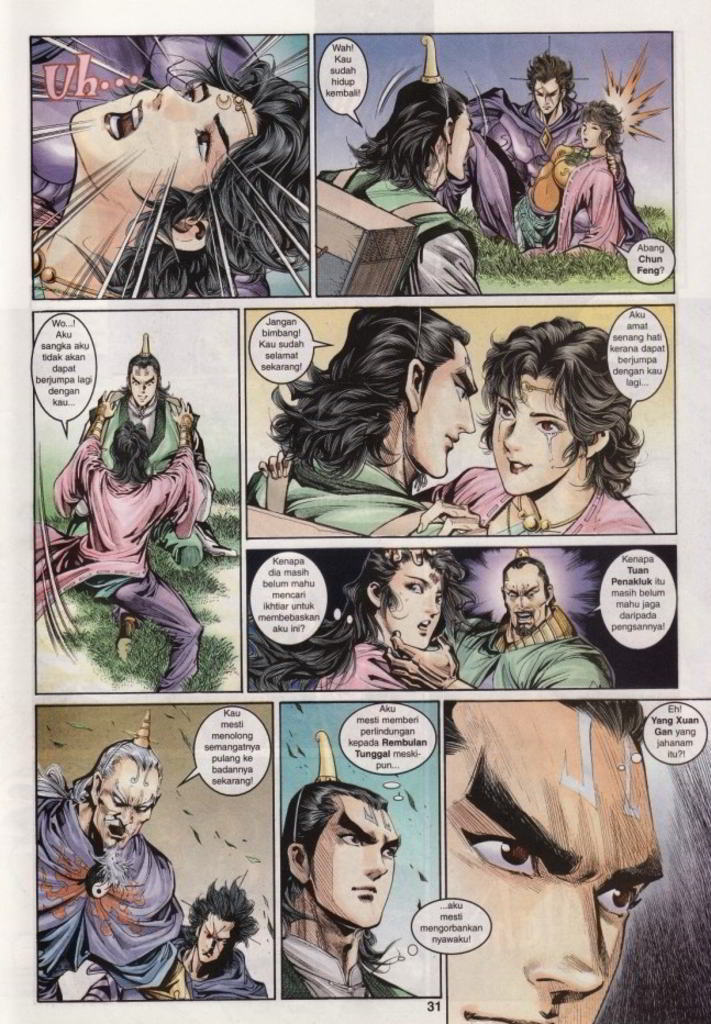 Uh...
Wah!
Kau
sudah
hidup
kembali!
Abang
Chun
Feng?
Wo...!
Aku
sangka aku
tidak akan
dapat
berjumpa lagi
dengan
kau...
Jangan
bimbang!
Kau sudah
selamat
sekarang!
Aku
amat
senang hati
kerana dapat
berjumpa
dengan kau
lagi...
Kenapa
dia masih
belum mahu
mencari
ikhtiar untuk
membebaskan
aku ini?
Kenapa
Tuan
Penakluk itu
masih belum
mahu jaga
daripada
pengsannya!
Kau
mesti
menolong
semangatnya
pulang ke
badannya
sekarang!
Aku
mesti memberi
perlindungan
kepada Rembulan
Tunggal meski-
pun...
...aku
mesti
mengorbankan
nyawaku!
Eh!
Yang Xuan
Gan yang
jahanam
itu?!
31